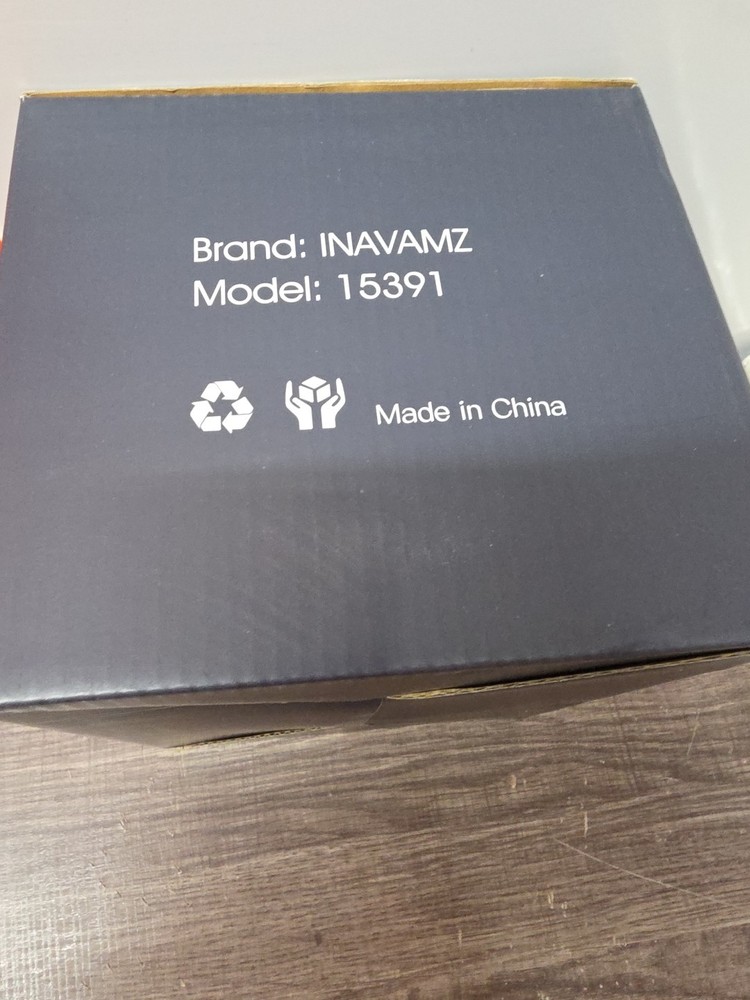 Brand: INAVAMZ
Model: 15391
Made in China